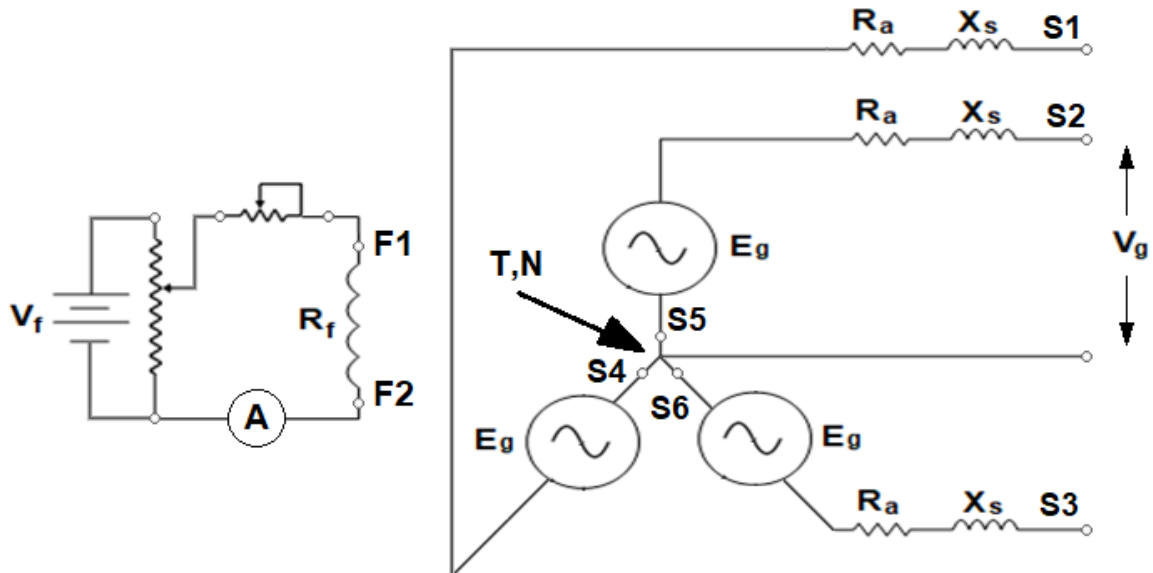 Ra Xs S1
Ra Xs S2
F1
Eg
Vg
T,N
Vf
Rf
S5
S4
F2
S6
A
Eg
Eg
Ra Xs S3